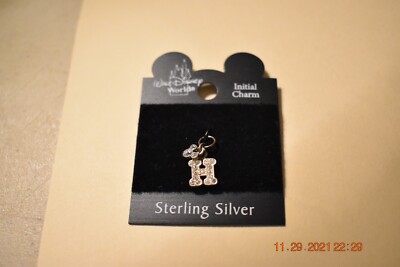 Walt Disney
World®
Initial
Charm
H
Sterling Silver
11.29.2021 22:29